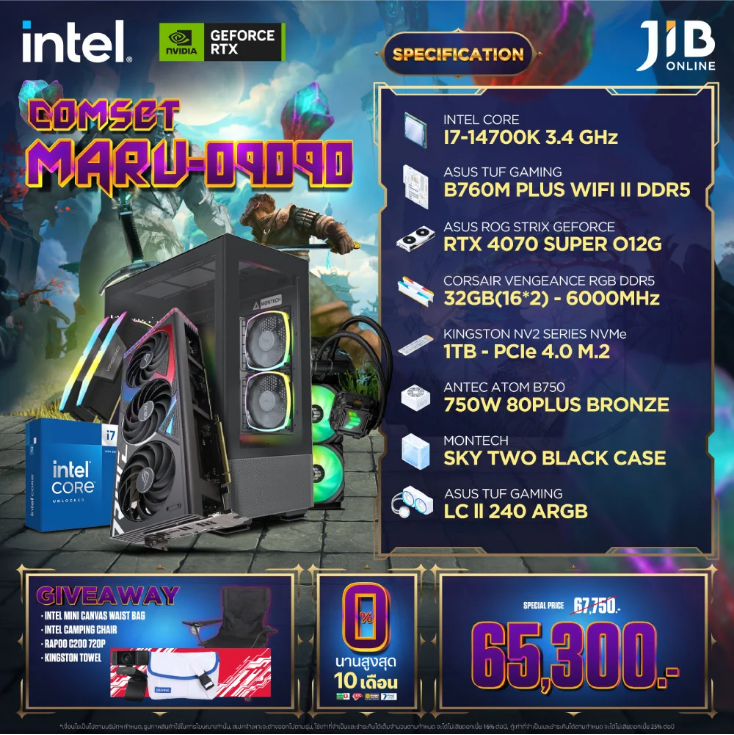 intel.
NVIDIA
GEFORCE
RTX
SPECIFICATION
JIB
ONLINE
COMSET
MARU-09090
INTEL CORE
I7-14700K 3.4 GHz
ASUS TUF GAMING
B760M PLUS WIFI II DDR5
ASUS ROG STRIX GEFORCE
RTX 4070 SUPER O12G
CORSAIR VENGEANCE RGB DDR5
32GB(16*2) - 6000MHz
KINGSTON NV2 SERIES NVMe
1TB - PCIe 4.0 M.2
ANTEC ATOM B750
750W 80PLUS BRONZE
MONTECH
SKY TWO BLACK CASE
ASUS TUF GAMING
LC II 240 ARGB
MONTECH
i7
intel
CORE
UNLOCKED
GIVEAWAY
- INTEL MINI CANVAS WAIST BAG
- INTEL CAMPING CHAIR
- RAPOO C200 720P
- KINGSTON TOWEL
0%
นานสูงสุด
10 เดือน
SPECIAL PRICE 67,750.-
65,300.-